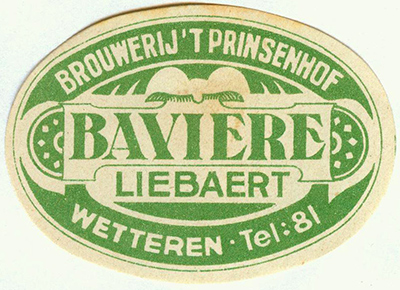 BROUWERIJ 'T PRINSENHOF
BAVIERE
LIEBAERT
WETTEREN · Tel: 81